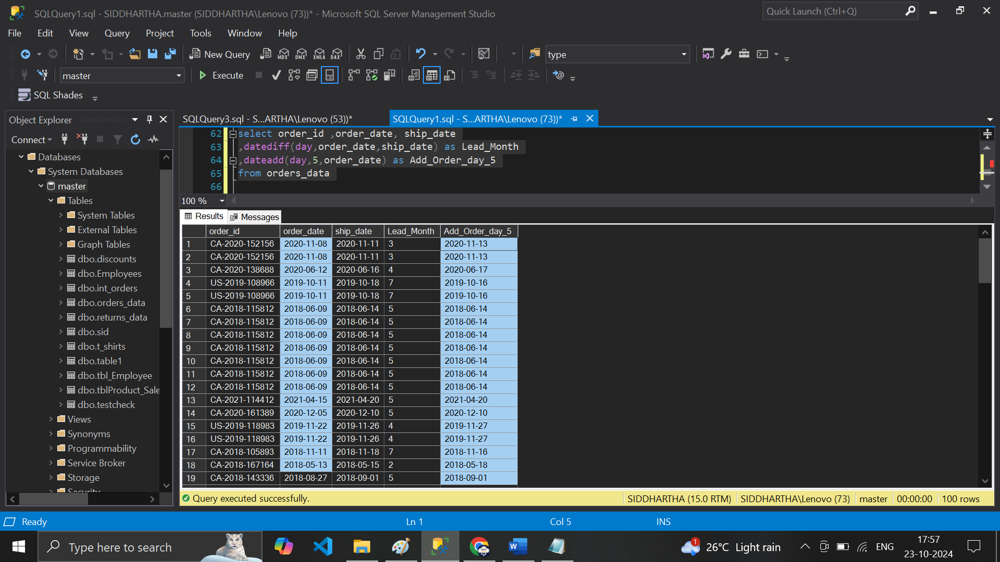 SQLQuery1.sql - SIDDHARTHA.master (SIDDHARTHA\Lenovo (73))* - Microsoft SQL Server Management Studio
Quick Launch (Ctrl+Q)
File Edit View Query Project Tools Window Help
New Query MDX DMX XMLA DAX type
master Execute
SQL Shades
Object Explorer
Connect
Databases
System Databases
master
Tables
System Tables
External Tables
Graph Tables
dbo.discounts
dbo.Employees
dbo.int_orders
dbo.orders_data
dbo.returns_data
dbo.sid
dbo.t_shirts
dbo.table1
dbo.tbl_Employee
dbo.tblProduct_Sale
dbo.testcheck
Views
Synonyms
Programmability
Service Broker
Storage
Security
SQLQuery3.sql - S...ARTHA\Lenovo (53))* SQLQuery1.sql - S...ARTHA\Lenovo (73))*
62 select order_id ,order_date, ship_date
63 ,datediff(day,order_date,ship_date) as Lead_Month
64 ,dateadd(day,5,order_date) as Add_Order_day_5
65 from orders_data
66
100 %
Results Messages
order_id order_date ship_date Lead_Month Add_Order_day_5
1 CA-2020-152156 2020-11-08 2020-11-11 3 2020-11-13
2 CA-2020-152156 2020-11-08 2020-11-11 3 2020-11-13
3 CA-2020-138688 2020-06-12 2020-06-16 4 2020-06-17
4 US-2019-108966 2019-10-11 2019-10-18 7 2019-10-16
5 US-2019-108966 2019-10-11 2019-10-18 7 2019-10-16
6 CA-2018-115812 2018-06-09 2018-06-14 5 2018-06-14
7 CA-2018-115812 2018-06-09 2018-06-14 5 2018-06-14
8 CA-2018-115812 2018-06-09 2018-06-14 5 2018-06-14
9 CA-2018-115812 2018-06-09 2018-06-14 5 2018-06-14
10 CA-2018-115812 2018-06-09 2018-06-14 5 2018-06-14
11 CA-2018-115812 2018-06-09 2018-06-14 5 2018-06-14
12 CA-2018-115812 2018-06-09 2018-06-14 5 2018-06-14
13 CA-2021-114412 2021-04-15 2021-04-20 5 2021-04-20
14 CA-2020-161389 2020-12-05 2020-12-10 5 2020-12-10
15 US-2019-118983 2019-11-22 2019-11-26 4 2019-11-27
16 US-2019-118983 2019-11-22 2019-11-26 4 2019-11-27
17 CA-2018-105893 2018-11-11 2018-11-18 7 2018-11-16
18 CA-2018-167164 2018-05-13 2018-05-15 2 2018-05-18
19 CA-2018-143336 2018-08-27 2018-09-01 5 2018-09-01
Query executed successfully. SIDDHARTHA (15.0 RTM) SIDDHARTHA\Lenovo (73) master 00:00:00 100 rows
Ready Ln 1 Col 5 INS
Type here to search 1 26°C Light rain ENG 17:57
23-10-2024